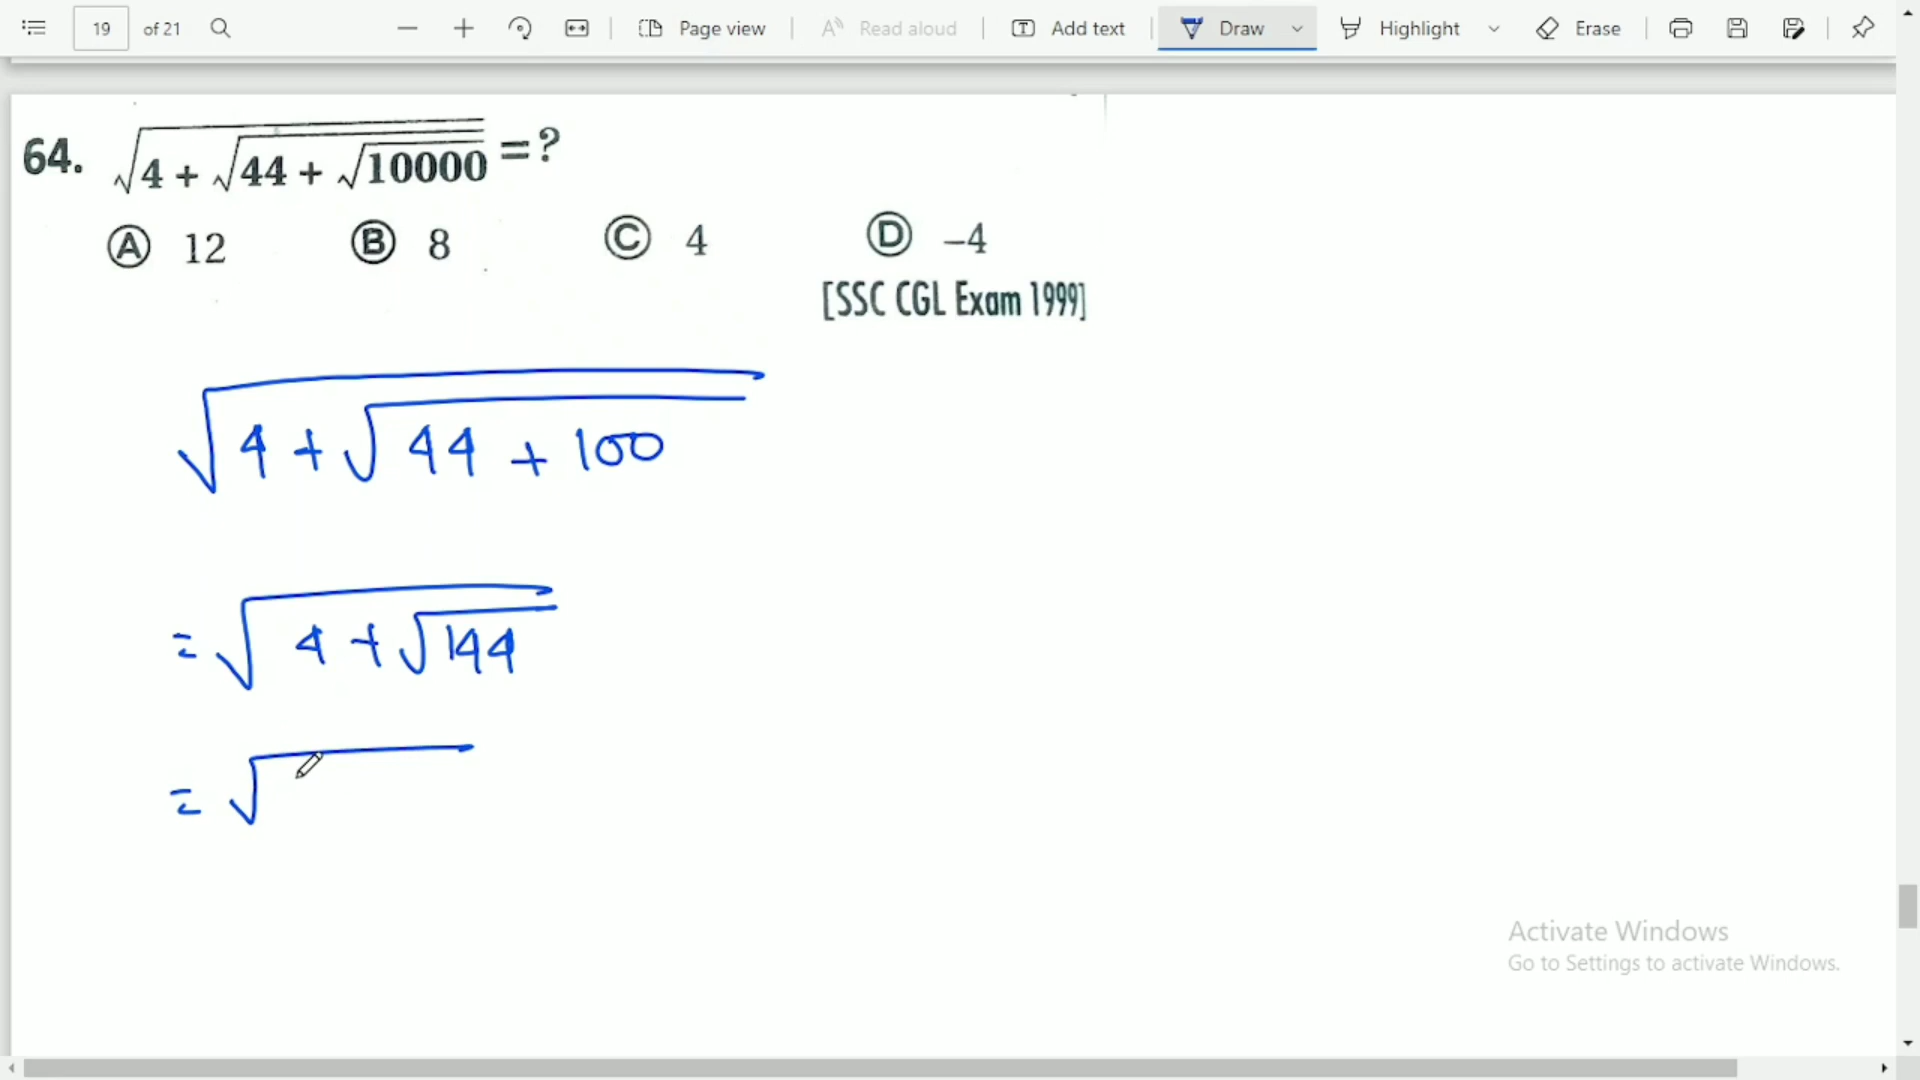 19 of 21 Page view Read aloud Add text Draw Highlight Erase
64. √(4 + √(44 + √10000)) = ?
Ⓐ 12 Ⓑ 8 Ⓒ 4 Ⓓ –4
[SSC CGL Exam 1999]
√(4 + √(44 + 100))
= √(4 + √144)
= √
Activate Windows
Go to Settings to activate Windows.